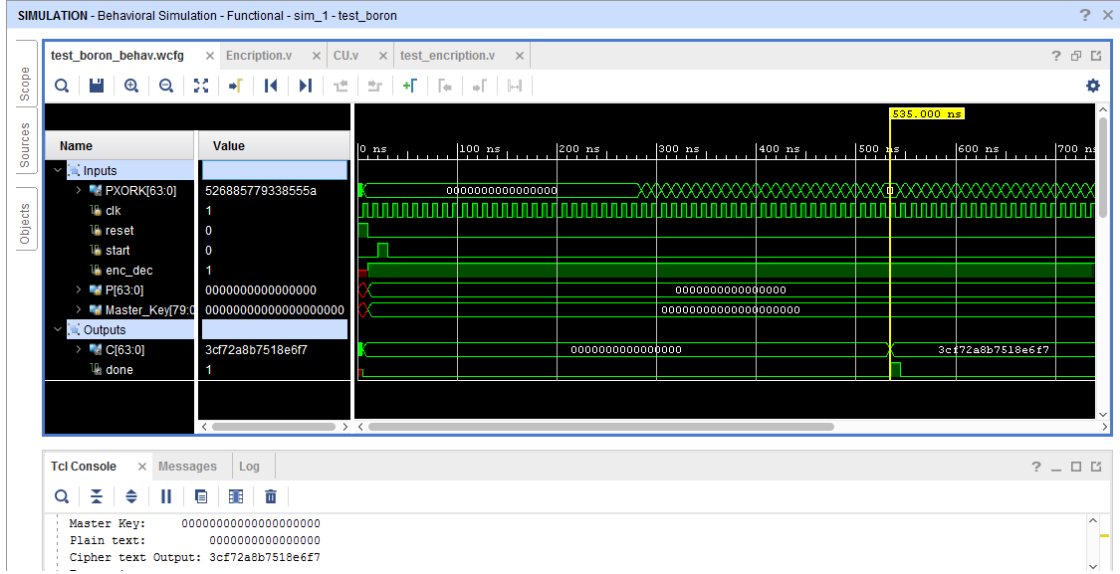 SIMULATION - Behavioral Simulation - Functional - sim_1 - test_boron
Scope
Sources
Objects
test_boron_behav.wcfg Encription.v CU.v test_encription.v
535.000 ns
Name Value
0 ns 100 ns 200 ns 300 ns 400 ns 500 ns 600 ns 700 ns
Inputs
PXORK[63:0] 526885779338555a 0000000000000000
clk 1
reset 0
start 0
enc_dec 1
P[63:0] 0000000000000000 0000000000000000
Master_Key[79:0 00000000000000000000 00000000000000000000
Outputs
C[63:0] 3cf72a8b7518e6f7 0000000000000000 3cf72a8b7518e6f7
done 1
Tcl Console Messages Log
Master Key: 00000000000000000000
Plain text: 0000000000000000
Cipher text Output: 3cf72a8b7518e6f7